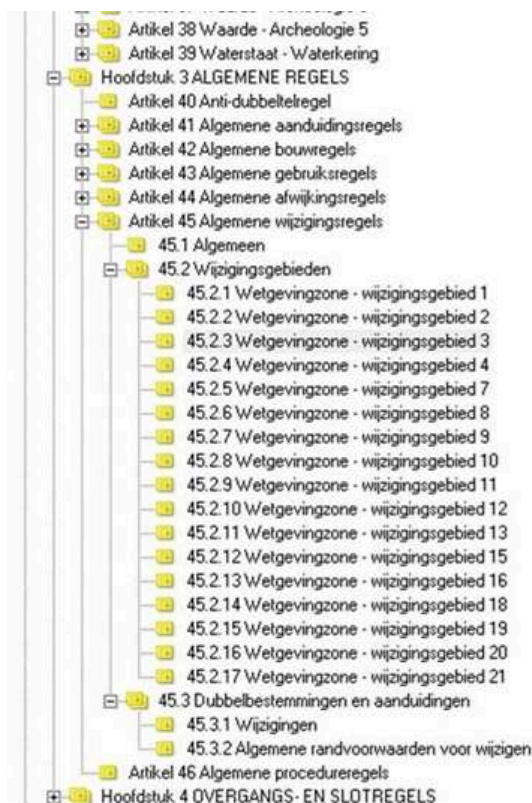 Artikel 38 Waarde - Archeologie 5
Artikel 39 Waterstaat - Waterkering
Hoofdstuk 3 ALGEMENE REGELS
Artikel 40 Anti-dubbeltelregel
Artikel 41 Algemene aanduidingsregels
Artikel 42 Algemene bouwregels
Artikel 43 Algemene gebruiksregels
Artikel 44 Algemene afwijkingsregels
Artikel 45 Algemene wijzigingsregels
45.1 Algemeen
45.2 Wijzigingsgebieden
45.2.1 Wetgevingzone - wijzigingsgebied 1
45.2.2 Wetgevingzone - wijzigingsgebied 2
45.2.3 Wetgevingzone - wijzigingsgebied 3
45.2.4 Wetgevingzone - wijzigingsgebied 4
45.2.5 Wetgevingzone - wijzigingsgebied 7
45.2.6 Wetgevingzone - wijzigingsgebied 8
45.2.7 Wetgevingzone - wijzigingsgebied 9
45.2.8 Wetgevingzone - wijzigingsgebied 10
45.2.9 Wetgevingzone - wijzigingsgebied 11
45.2.10 Wetgevingzone - wijzigingsgebied 12
45.2.11 Wetgevingzone - wijzigingsgebied 13
45.2.12 Wetgevingzone - wijzigingsgebied 15
45.2.13 Wetgevingzone - wijzigingsgebied 16
45.2.14 Wetgevingzone - wijzigingsgebied 18
45.2.15 Wetgevingzone - wijzigingsgebied 19
45.2.16 Wetgevingzone - wijzigingsgebied 20
45.2.17 Wetgevingzone - wijzigingsgebied 21
45.3 Dubbelbestemmingen en aanduidingen
45.3.1 Wijzigingen
45.3.2 Algemene randvoorwaarden voor wijzigen
Artikel 46 Algemene procedureregels
Hoofdstuk 4 OVERGANGS- EN SLOTREGELS